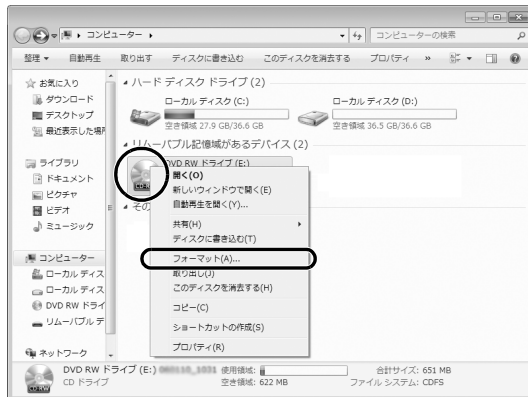 コンピューター
コンピューターの検索
整理 自動再生 取り出す ディスクに書き込む このディスクを消去する プロパティ »
お気に入り
ダウンロード
デスクトップ
最近表示した場所
ライブラリ
ドキュメント
ピクチャ
ビデオ
ミュージック
コンピューター
ローカル ディス
ローカル ディス
DVD RW ドライ
リムーバブル デ
ネットワーク
ハード ディスク ドライブ (2)
ローカル ディスク (C:)
空き領域 27.9 GB/36.6 GB
ローカル ディスク (D:)
空き領域 36.5 GB/36.6 GB
リムーバブル記憶域があるデバイス (2)
DVD RW ドライブ (E:)
CD-R
その
開く(O)
新しいウィンドウで開く(E)
自動再生を開く(Y)...
共有(H)
ディスクに書き込む(T)
フォーマット(A)...
取り出し(J)
このディスクを消去する(H)
コピー(C)
ショートカットの作成(S)
プロパティ(R)
DVD RW ドライブ (E:) 使用領域: 合計サイズ: 651 MB
CD ドライブ 空き領域: 622 MB ファイル システム: CDFS
CD-RW